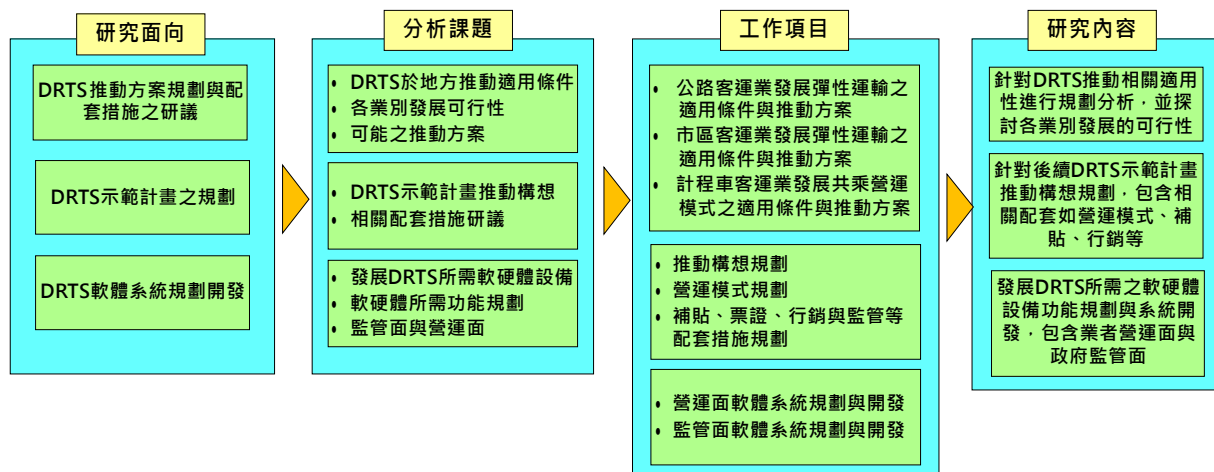 研究面向
DRTS推動方案規劃與配
套措施之研議
DRTS示範計畫之規劃
DRTS軟體系統規劃開發
分析課題
• DRTS於地方推動適用條件
• 各業別發展可行性
• 可能之推動方案
• DRTS示範計畫推動構想
• 相關配套措施研議
• 發展DRTS所需軟硬體設備
• 軟硬體所需功能規劃
• 監管面與營運面
工作項目
• 公路客運業發展彈性運輸之
適用條件與推動方案
• 市區客運業發展彈性運輸之
適用條件與推動方案
• 計程車客運業發展共乘營運
模式之適用條件與推動方案
• 推動構想規劃
• 營運模式規劃
• 補貼、票證、行銷與監管等
配套措施規劃
• 營運面軟體系統規劃與開發
• 監管面軟體系統規劃與開發
研究內容
針對DRTS推動相關適用
性進行規劃分析，並探
討各業別發展的可行性
針對後續DRTS示範計畫
推動構想規劃，包含相
關配套如營運模式、補
貼、行銷等
發展DRTS所需之軟硬體
設備功能規劃與系統開
發，包含業者營運面與
政府監管面